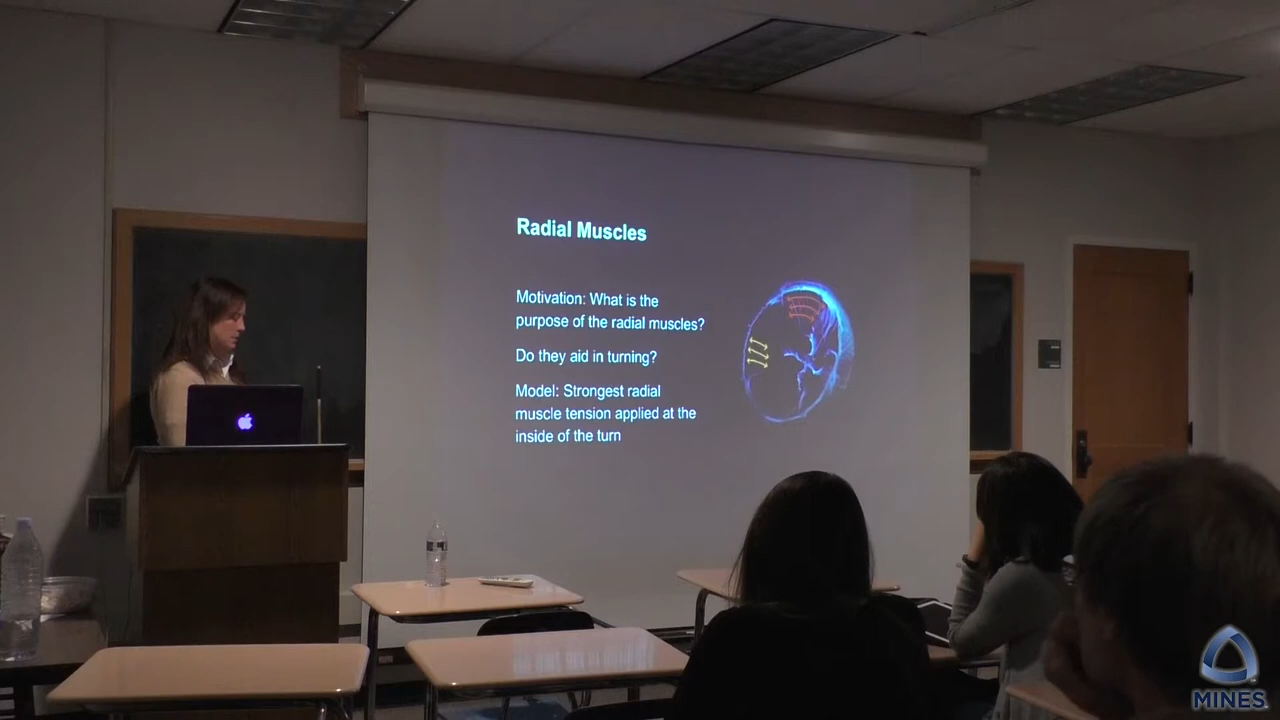 Radial Muscles
Motivation: What is the
purpose of the radial muscles?
Do they aid in turning?
Model: Strongest radial
muscle tension applied at the
inside of the turn
MINES